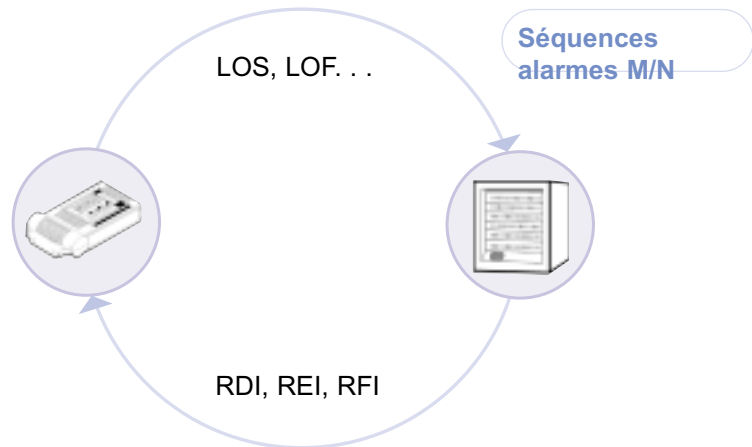 Séquences
alarmes M/N
LOS, LOF. . .
RDI, REI, RFI